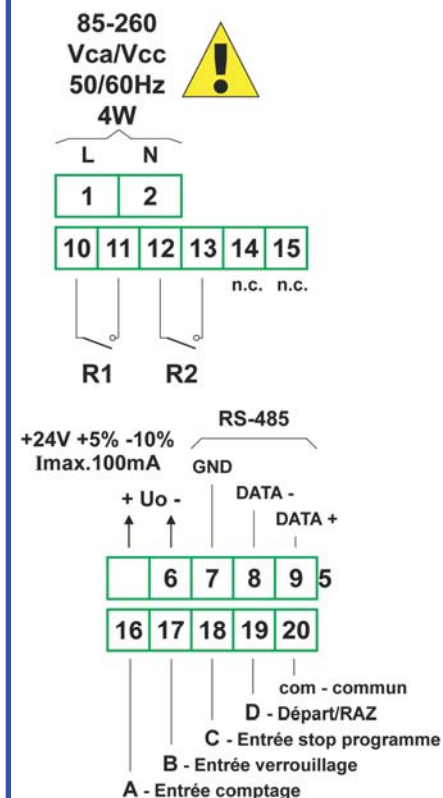 85-260
Vca/Vcc
50/60Hz
4W
L N
1 2
10 11 12 13 14 15
n.c. n.c.
R1 R2
RS-485
+24V +5% -10%
Imax.100mA
GND
+ Uo -
DATA -
DATA +
6 7 8 9 5
16 17 18 19 20
com - commun
D - Départ/RAZ
C - Entrée stop programme
B - Entrée verrouillage
A - Entrée comptage